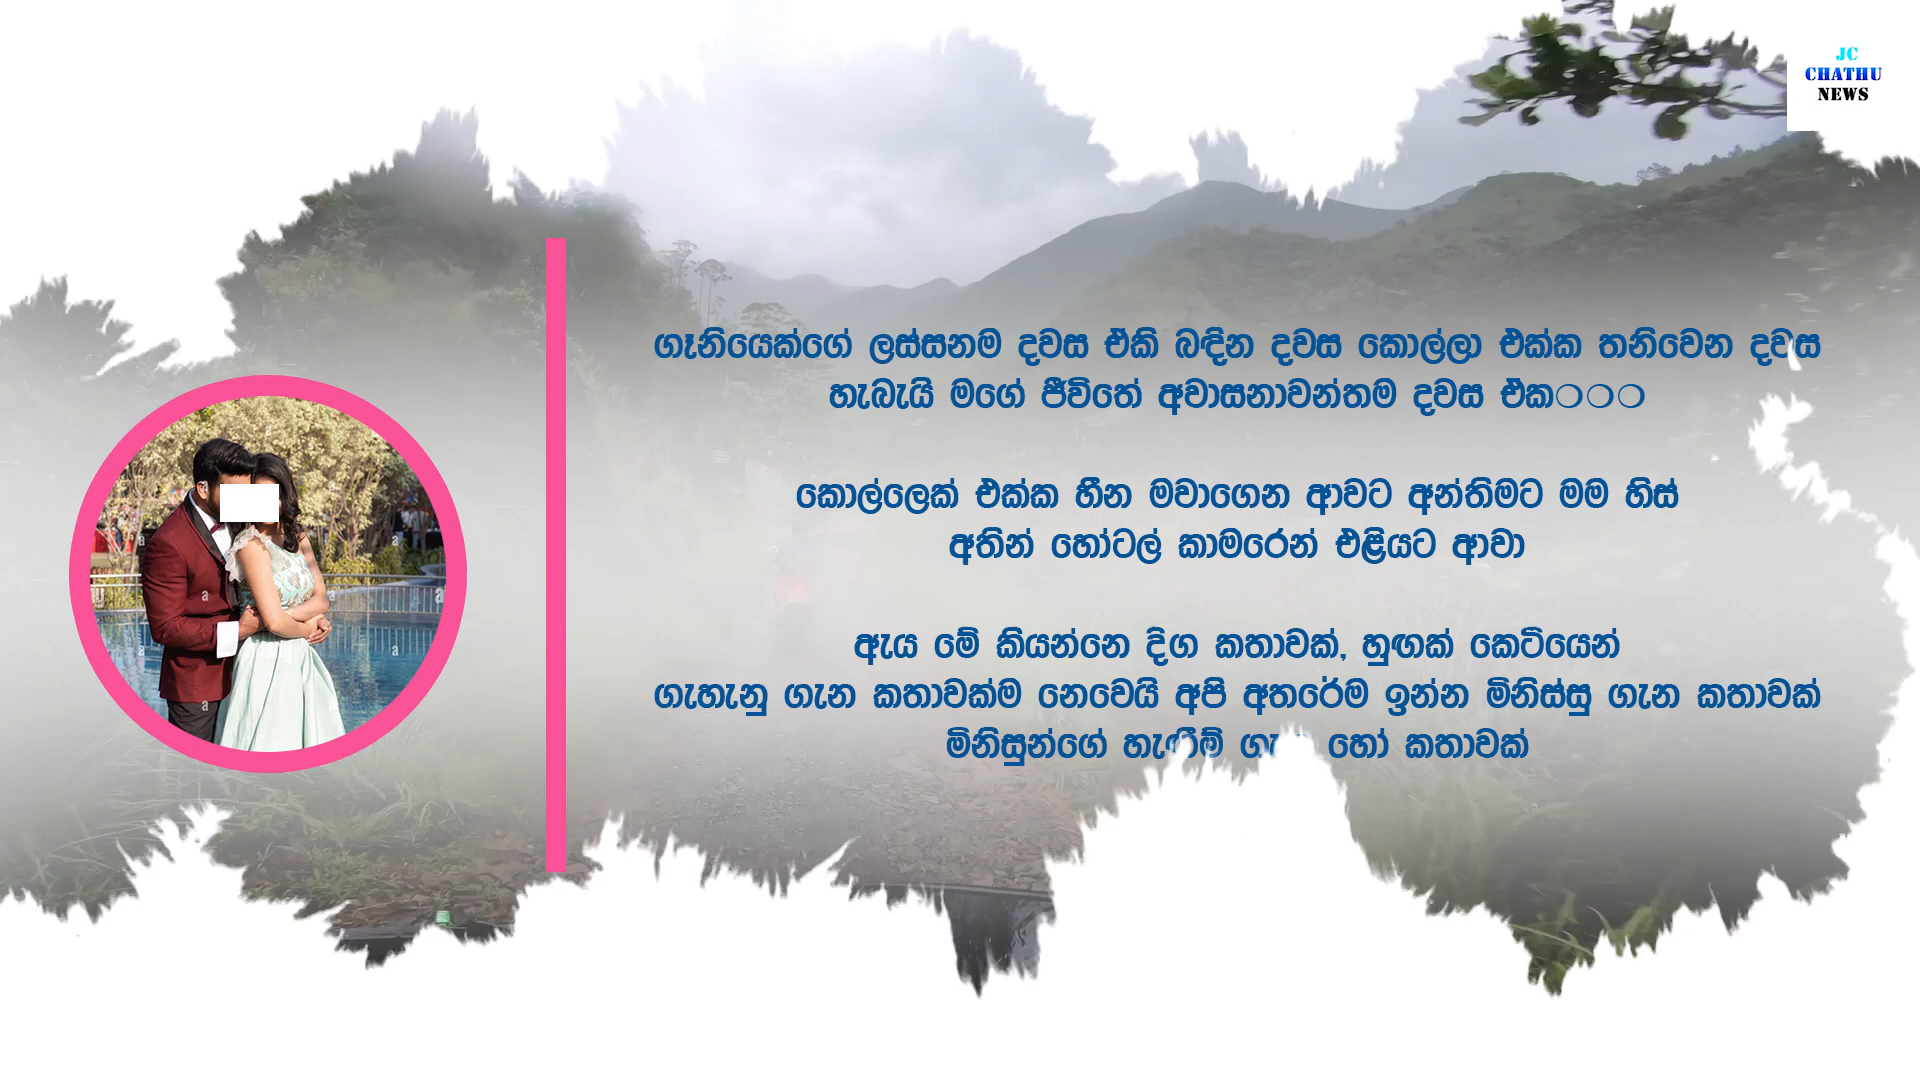 JC
CHATHU
NEWS
ගෑනියෙක්ගේ ලස්සනම දවස ඒකි බඳින දවස කොල්ලා එක්ක තනිවෙන දවස
හැබැයි මගේ ජීවිතේ අවාසනාවන්තම දවස ඒක○○○
කොල්ලෙක් එක්ක හීන මවාගෙන ආවට අන්තිමට මම හිස්
අතින් හෝටල් කාමරෙන් එළියට ආවා
ඇය මේ කියන්නෙ දිග කතාවක්, හුඟක් කෙටියෙන්
ගැහැනු ගැන කතාවක්ම නෙවෙයි අපි අතරේම ඉන්න මිනිස්සු ගැන කතාවක්
මිනිසුන්ගේ හෝ කතාවක්